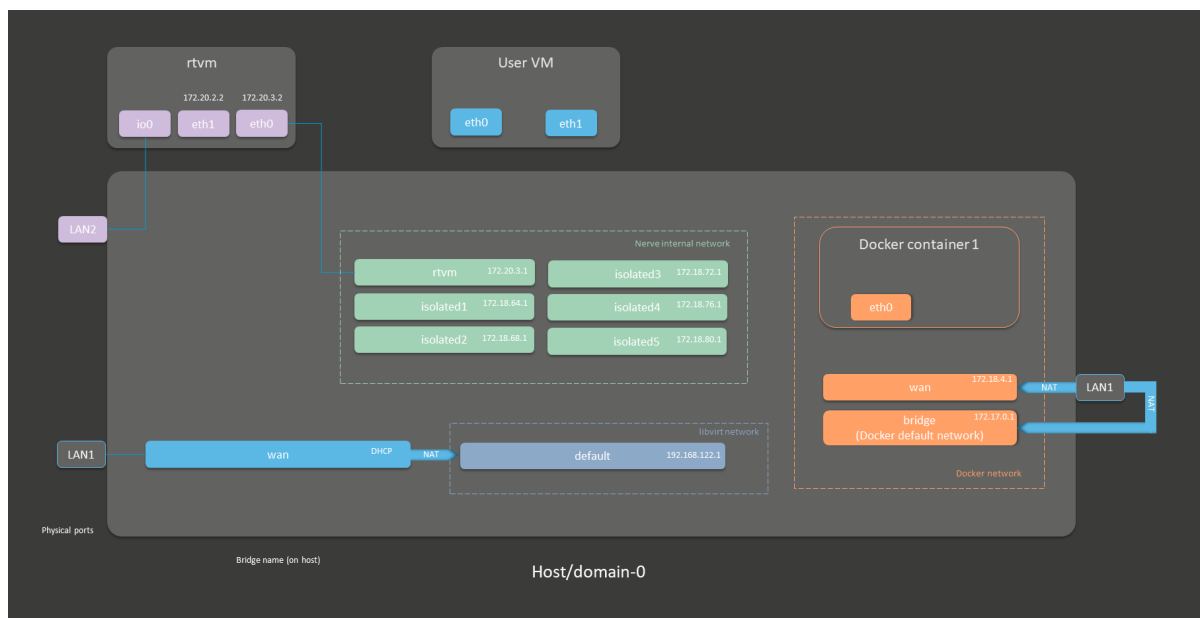 rtvm
172.20.2.2
172.20.3.2
io0
eth1
eth0
User VM
eth0
eth1
LAN2
Nerve internal network
rtvm 172.20.3.1
isolated3 172.18.72.1
isolated1 172.18.64.1
isolated4 172.18.76.1
isolated2 172.18.68.1
isolated5 172.18.80.1
Docker container 1
eth0
wan 172.18.4.1
NAT
LAN1
NAT
bridge 172.17.0.1
(Docker default network)
Docker network
LAN1
wan DHCP
NAT
libvirt network
default 192.168.122.1
Physical ports
Bridge name (on host)
Host/domain-0